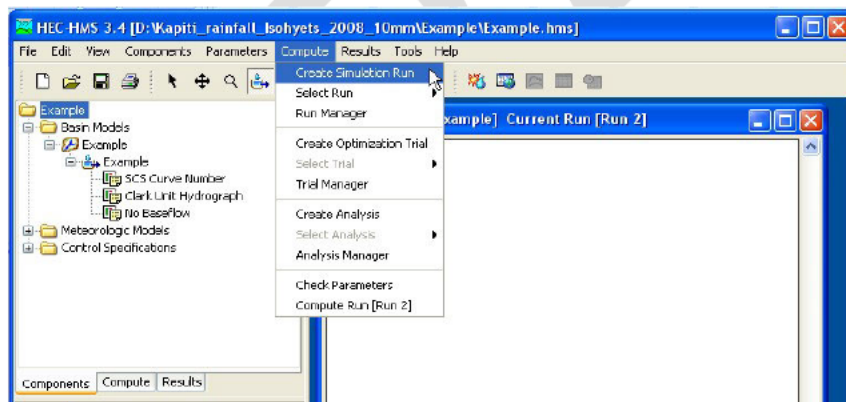 HEC-HMS 3.4 [D:\Kapiti_rainfall_Isohyets_2008_10mm\Example\Example.hms]
File Edit View Components Parameters Compute Results Tools Help
Create Simulation Run
Select Run
Run Manager
Create Optimization Trial
Select Trial
Trial Manager
Create Analysis
Select Analysis
Analysis Manager
Check Parameters
Compute Run [Run 2]
Example
Basin Models
Example
Example
SCS Curve Number
Clark Unit Hydrograph
No Baseflow
Meteorologic Models
Control Specifications
xample] Current Run [Run 2]
Components Compute Results